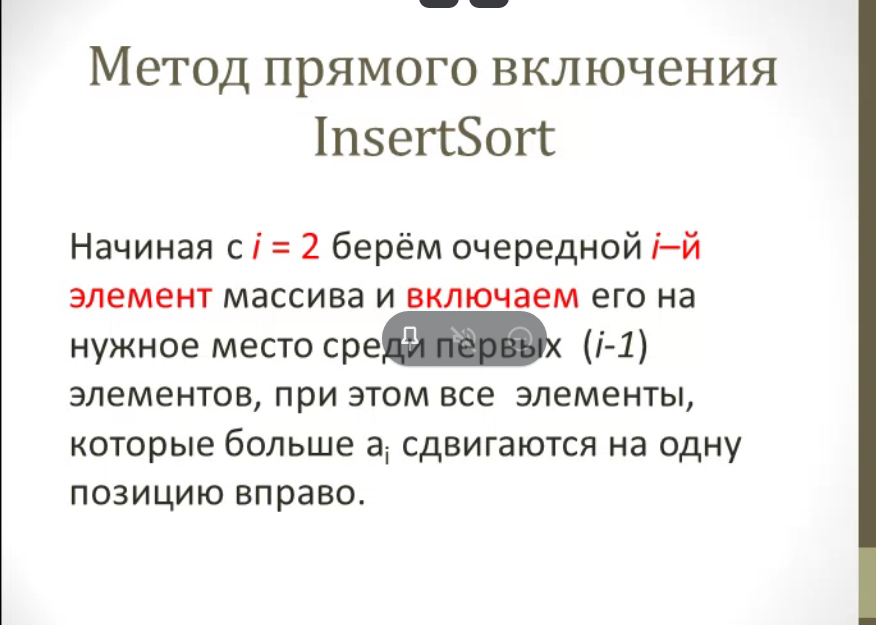 Метод прямого включения
InsertSort
Начиная с i = 2 берём очередной i–й
элемент массива и включаем его на
нужное место среди первых (i-1)
элементов, при этом все элементы,
которые больше aᵢ сдвигаются на одну
позицию вправо.